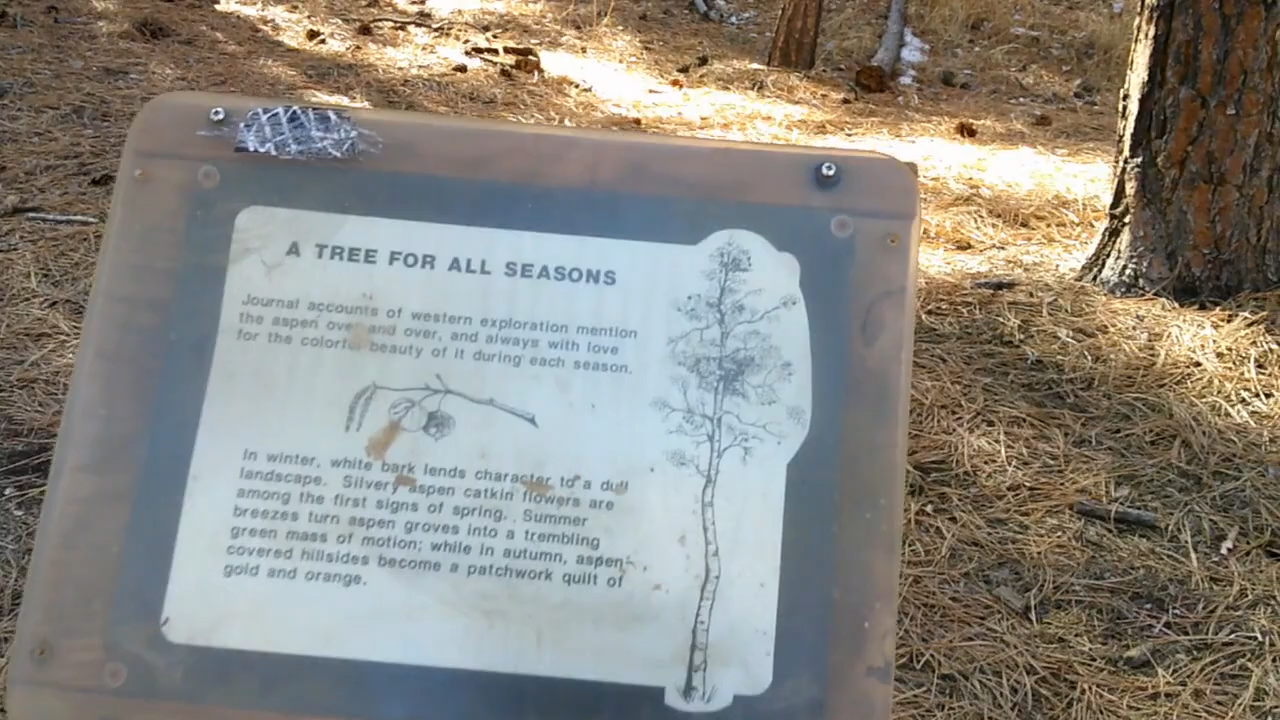 A TREE FOR ALL SEASONS
Journal accounts of western exploration mention
the aspen over and over, and always with love
for the colorful beauty of it during each season.
In winter, white bark lends character to a dull
landscape. Silvery aspen catkin flowers are
among the first signs of spring. Summer
breezes turn aspen groves into a trembling
green mass of motion; while in autumn, aspen-
covered hillsides become a patchwork quilt of
gold and orange.